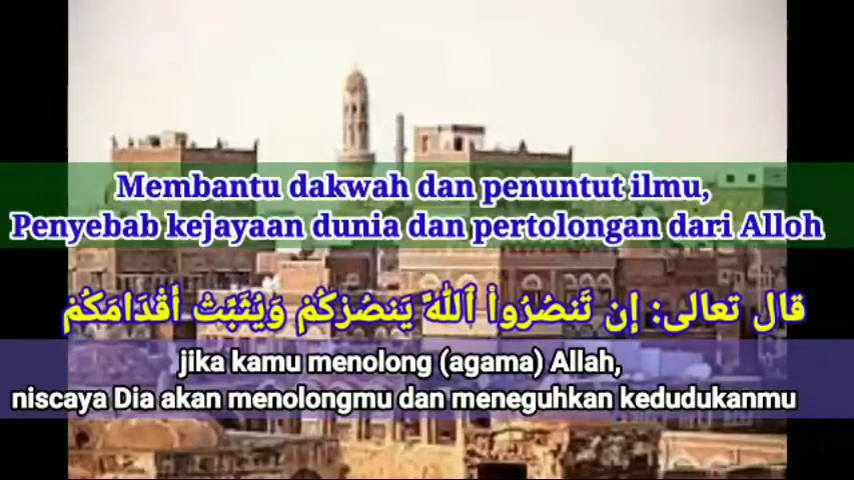 Membantu dakwah dan penuntut ilmu,
Penyebab kejayaan dunia dan pertolongan dari Alloh
قال تعالى: إِن تَنصُرُوا۟ ٱللَّهَ يَنصُرْكُمْ وَيُثَبِّتْ أَقْدَامَكُمْ
jika kamu menolong (agama) Allah,
niscaya Dia akan menolongmu dan meneguhkan kedudukanmu